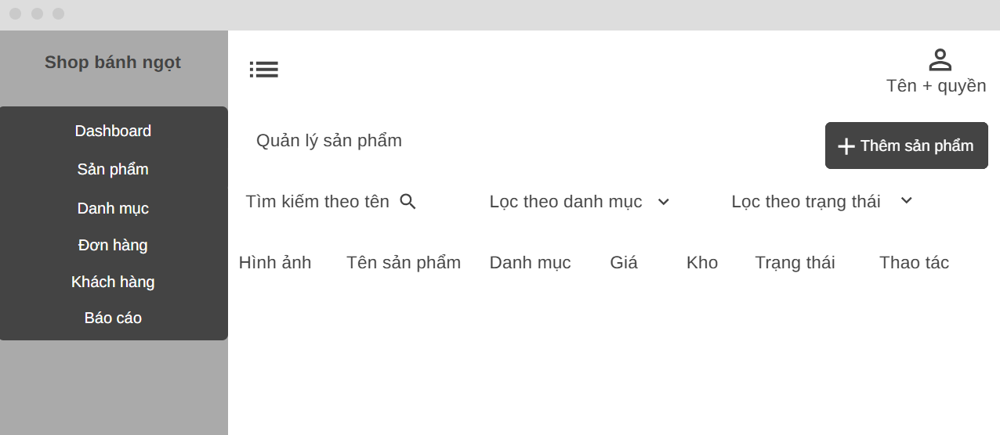 Shop bánh ngọt
Dashboard
Sản phẩm
Danh mục
Đơn hàng
Khách hàng
Báo cáo
Tên + quyền
Quản lý sản phẩm
Thêm sản phẩm
Tìm kiếm theo tên
Lọc theo danh mục
Lọc theo trạng thái
Hình ảnh Tên sản phẩm Danh mục Giá Kho Trạng thái Thao tác